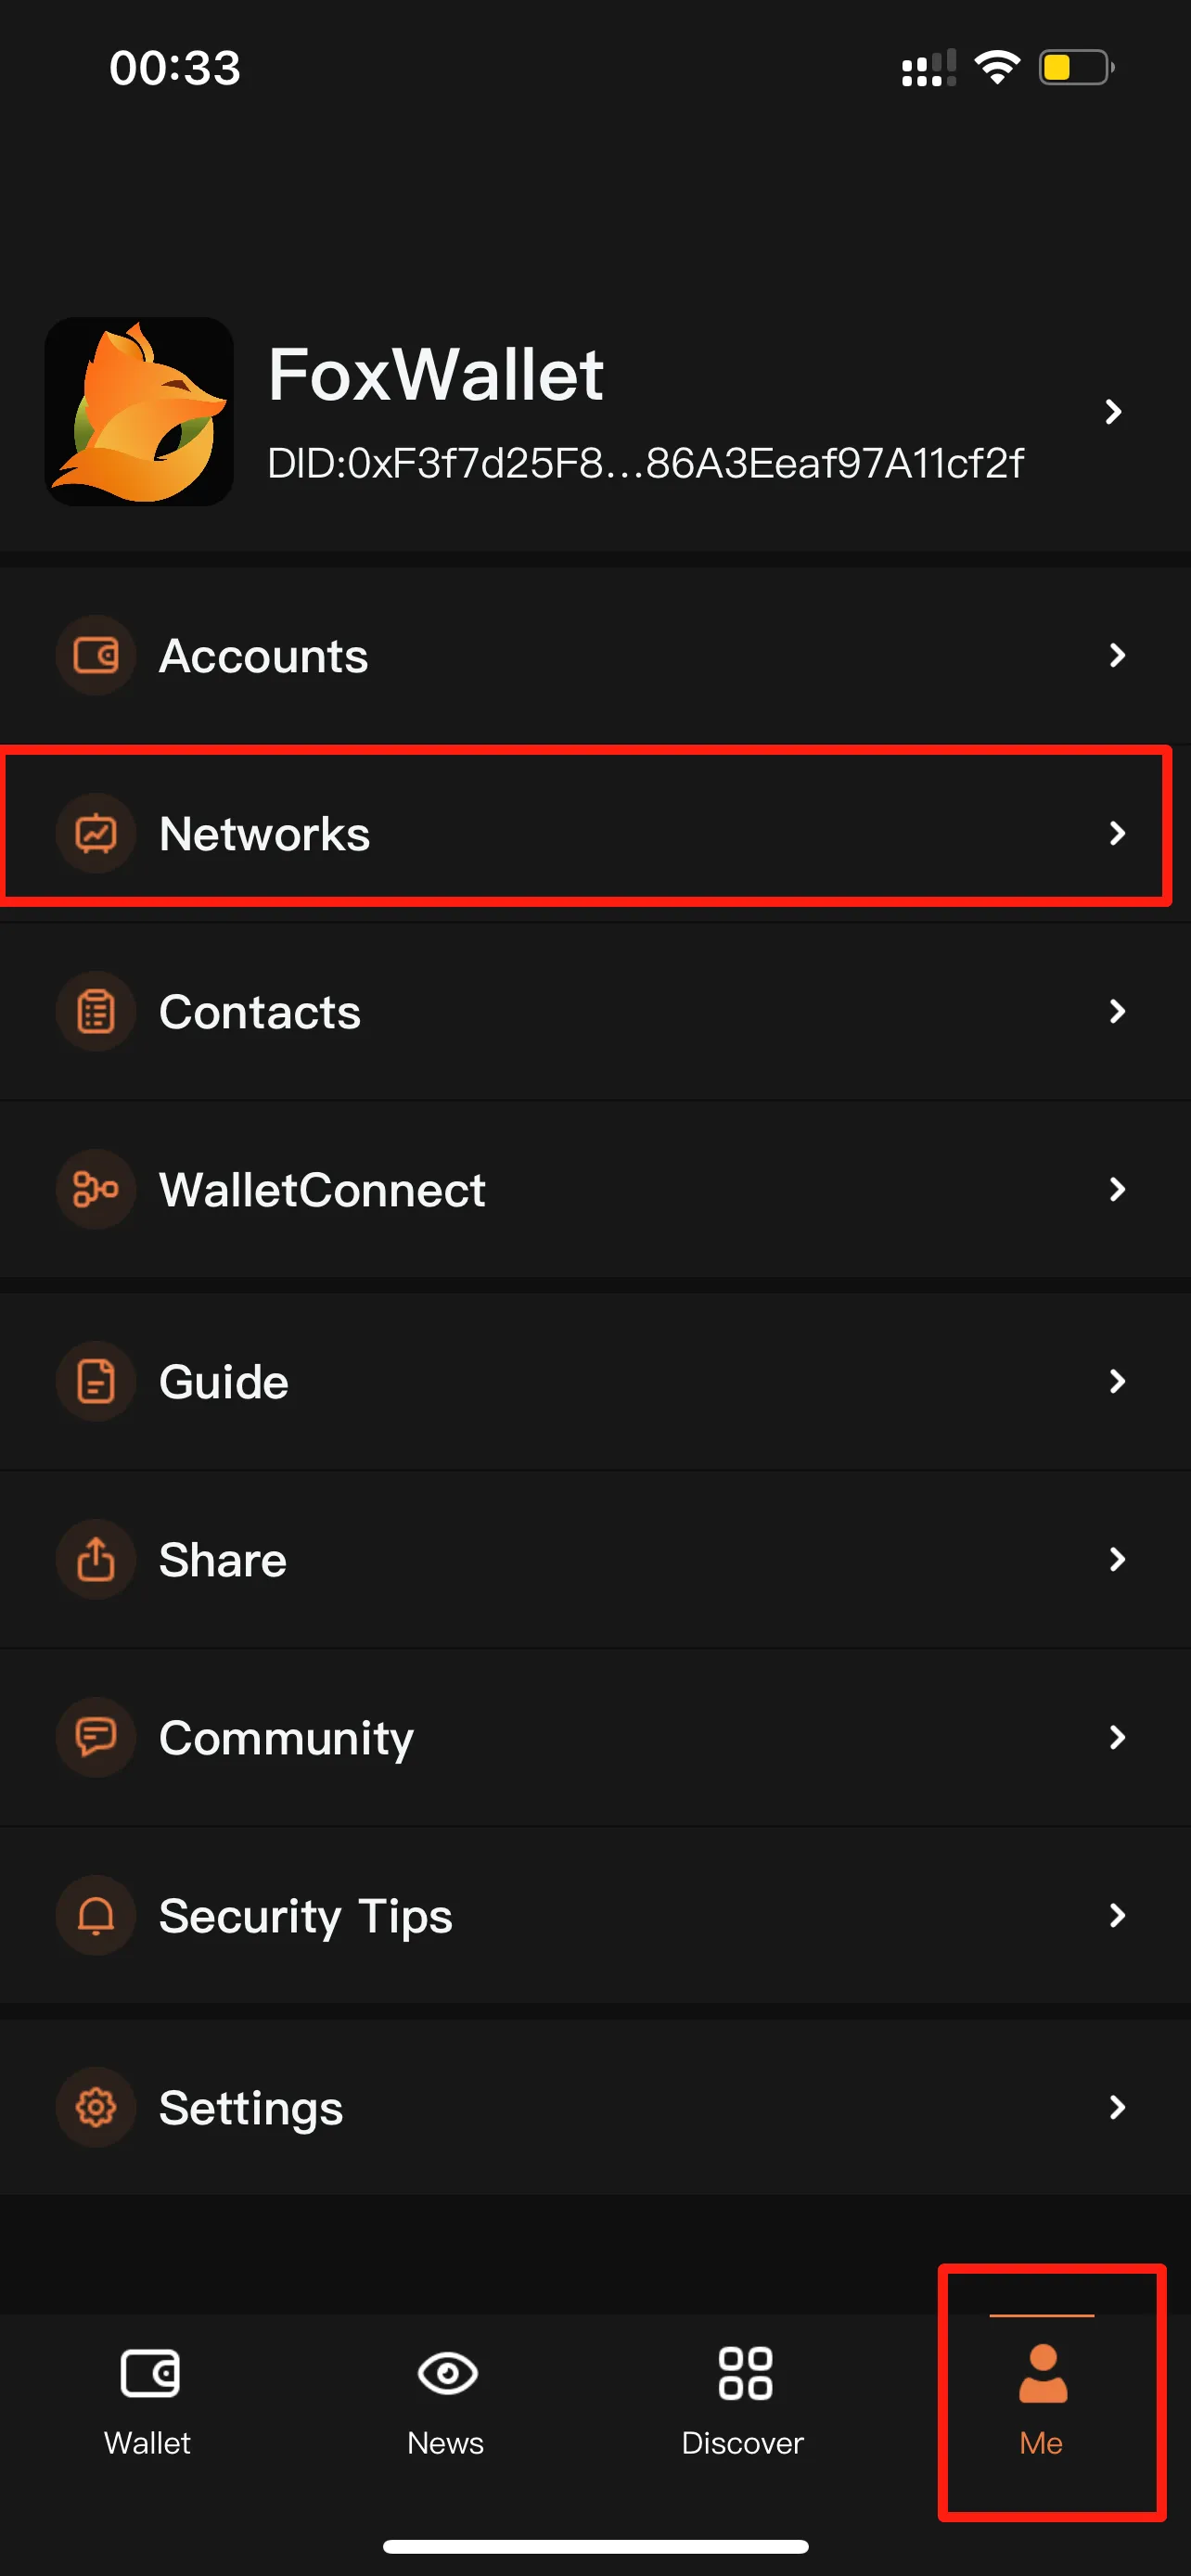 00:33
FoxWallet
DID:0xF3f7d25F8...86A3Eeaf97A11cf2f
Accounts
Networks
Contacts
WalletConnect
Guide
Share
Community
Security Tips
Settings
Wallet
News
Discover
Me